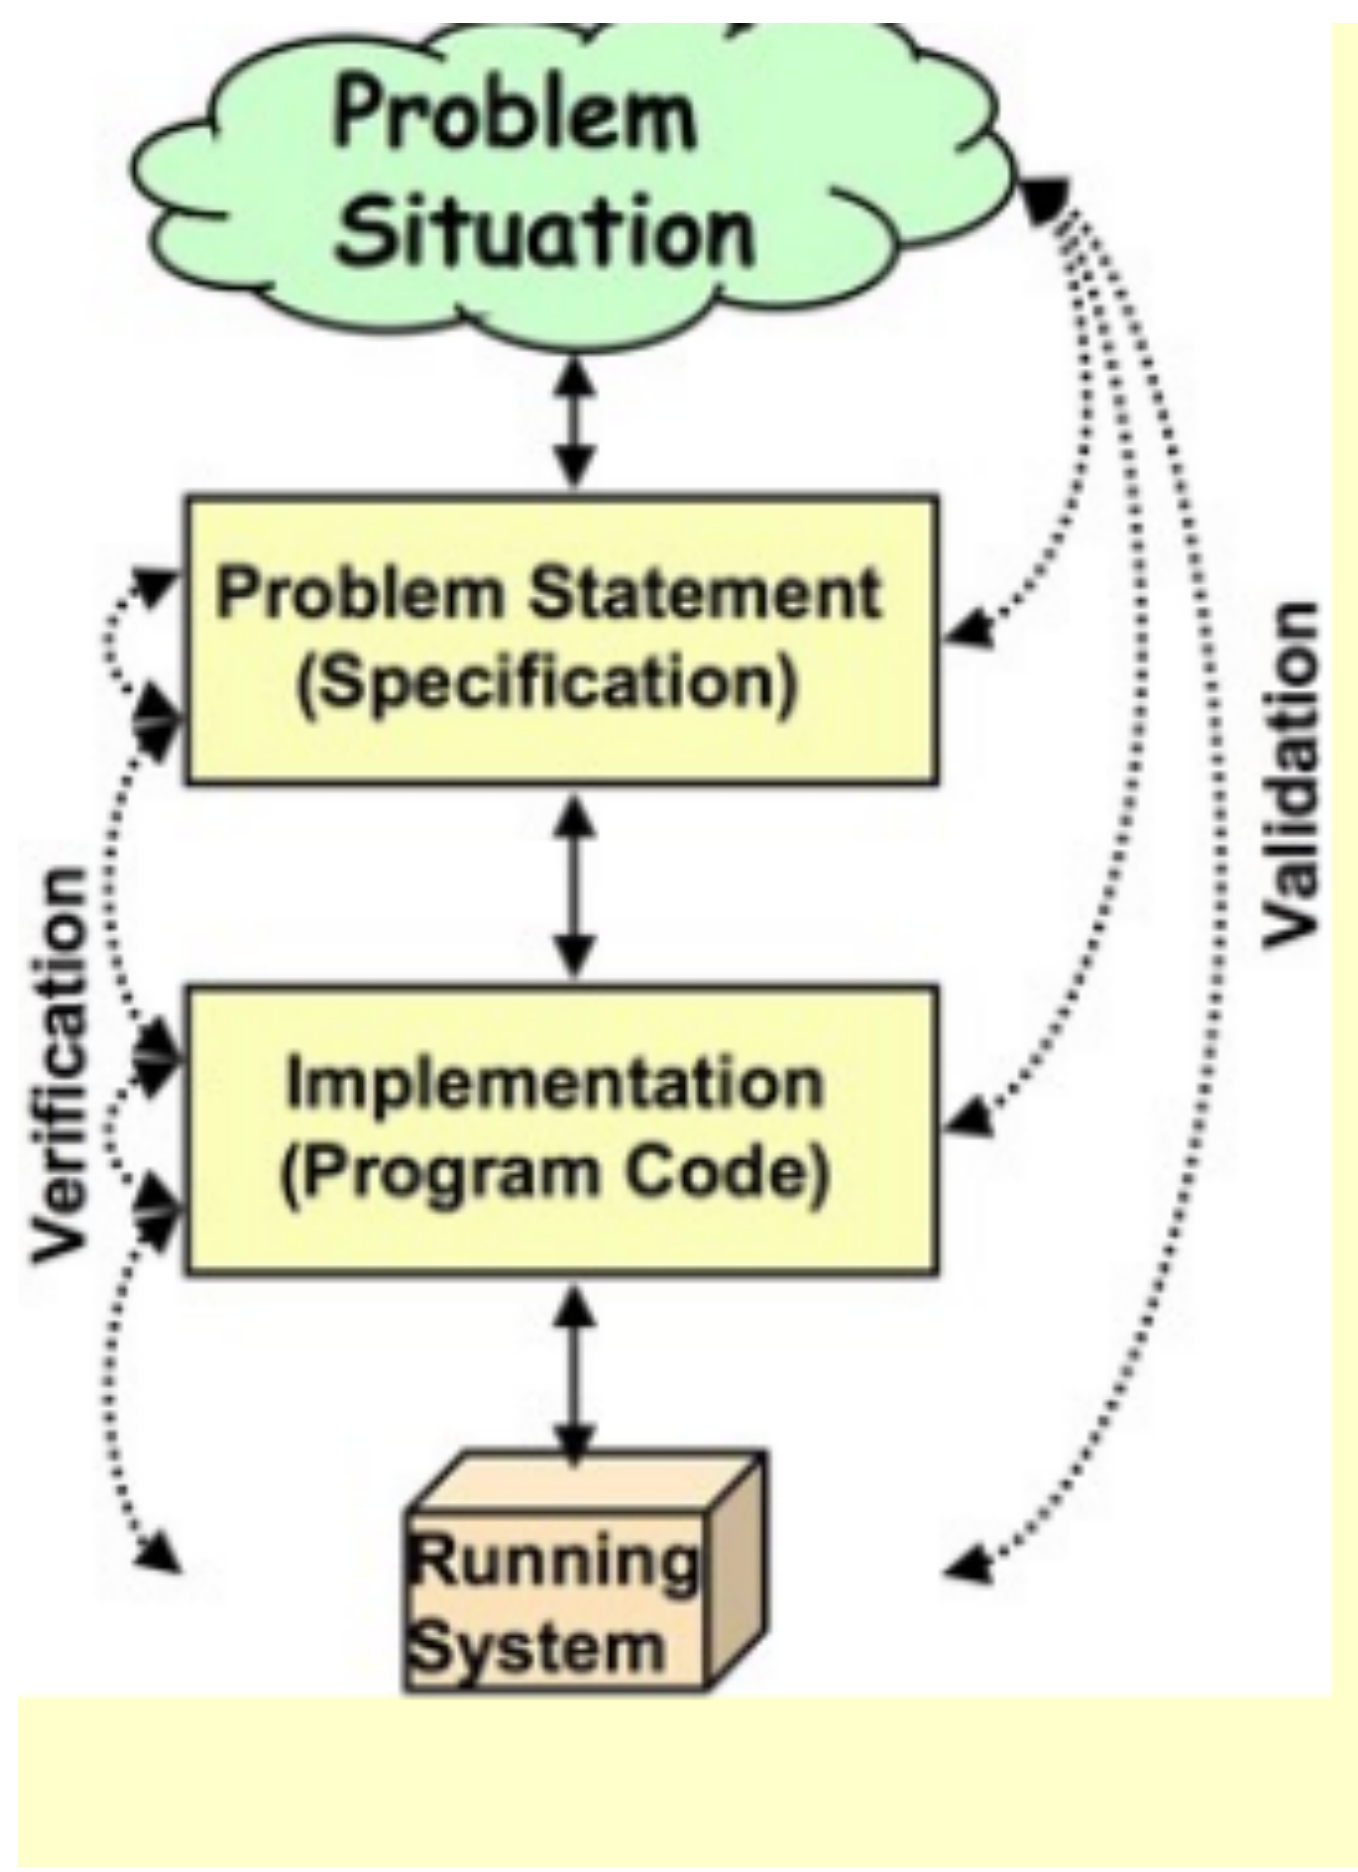 Problem
Situation
Problem Statement
(Specification)
Implementation
(Program Code)
Running
System
Verification
Validation